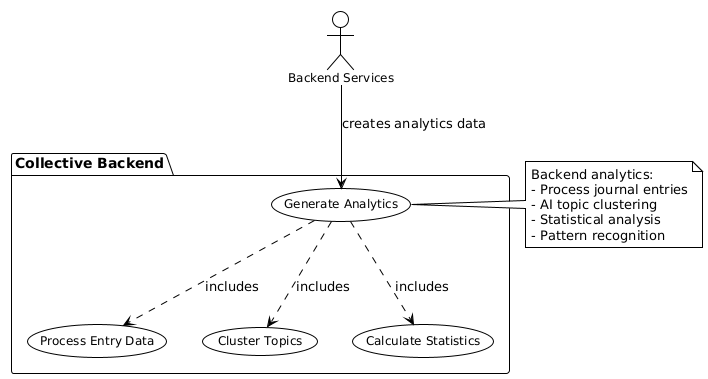 Backend Services
creates analytics data
Collective Backend
Backend analytics:
- Process journal entries
- AI topic clustering
- Statistical analysis
- Pattern recognition
Generate Analytics
includes
includes
includes
Process Entry Data
Cluster Topics
Calculate Statistics